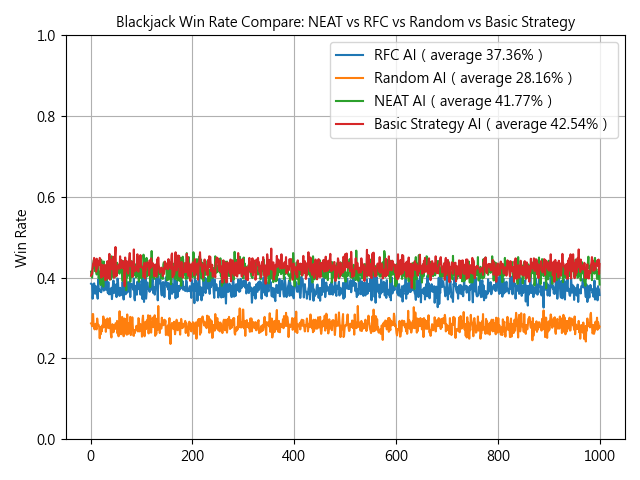 Blackjack Win Rate Compare: NEAT vs RFC vs Random vs Basic Strategy
RFC AI ( average 37.36% )
Random AI ( average 28.16% )
NEAT AI ( average 41.77% )
Basic Strategy AI ( average 42.54% )
Win Rate
1.0
0.8
0.6
0.4
0.2
0.0
0 200 400 600 800 1000